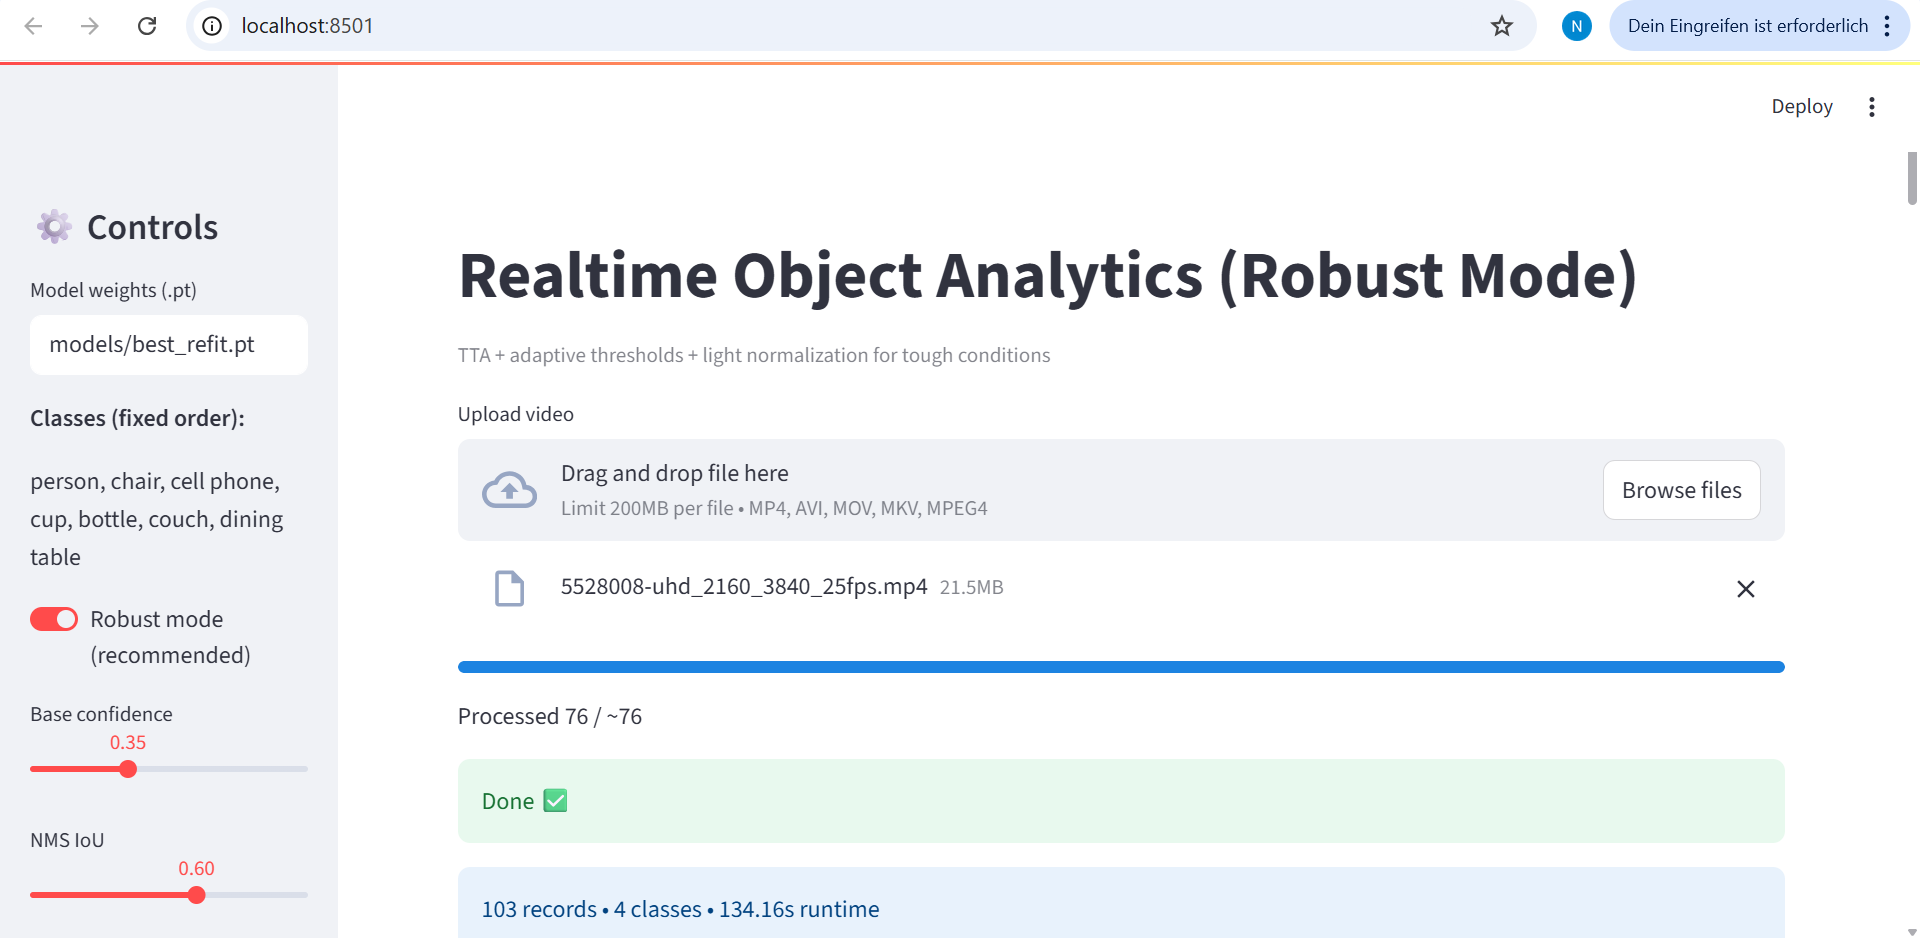 localhost:8501
N
Dein Eingreifen ist erforderlich
Deploy
Controls
Model weights (.pt)
models/best_refit.pt
Classes (fixed order):
person, chair, cell phone,
cup, bottle, couch, dining
table
Robust mode
(recommended)
Base confidence
0.35
NMS IoU
0.60
Realtime Object Analytics (Robust Mode)
TTA + adaptive thresholds + light normalization for tough conditions
Upload video
Drag and drop file here
Limit 200MB per file • MP4, AVI, MOV, MKV, MPEG4
Browse files
5528008-uhd_2160_3840_25fps.mp4 21.5MB
Processed 76 / ~76
Done ✅
103 records • 4 classes • 134.16s runtime